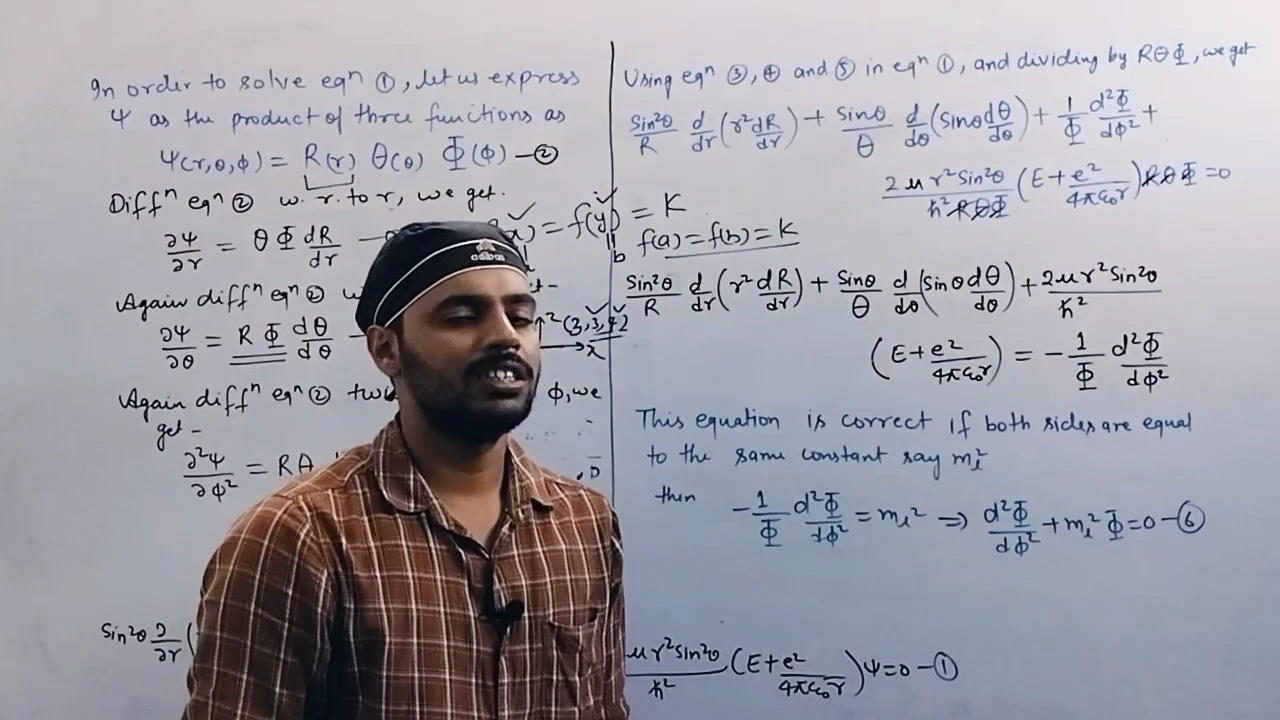 In order to solve eqⁿ ①, let us express
ψ as the product of three functions as
ψ(r,θ,φ) = R(r) Θ(θ) Φ(φ) —②
Diffⁿ eqⁿ ② w. r. to r, we get.
∂ψ/∂r = Θ Φ dR/dr —
Again diffⁿ eqⁿ ②
∂ψ/∂θ = R Φ dΘ/dθ —
Again diffⁿ eqⁿ ② φ, we
get –
∂²ψ/∂φ² = RΘ
= f(y) = K
b f(a) = f(b) = K
(3,3,4)
x
Using eqⁿ ③, ④ and ⑤ in eqⁿ ①, and dividing by RΘΦ, we get
Sin²θ/R d/dr (r² dR/dr) + Sinθ/Θ d/dθ (Sinθ dΘ/dθ) + 1/Φ d²Φ/dφ² +
2μr²Sin²θ/ħ²RΘΦ (E + e²/4πε₀r) RΘΦ = 0
Sin²θ/R d/dr (r² dR/dr) + Sinθ/Θ d/dθ (Sinθ dΘ/dθ) + 2μr²Sin²θ/ħ²
(E + e²/4πε₀r) = -1/Φ d²Φ/dφ²
This equation is correct if both sides are equal
to the same constant say mₗ²
then -1/Φ d²Φ/dφ² = mₗ² ⇒ d²Φ/dφ² + mₗ²Φ = 0 —⑥
Sin²θ ∂/∂r (
μr²Sin²θ/ħ² (E + e²/4πε₀r) ψ = 0 —①